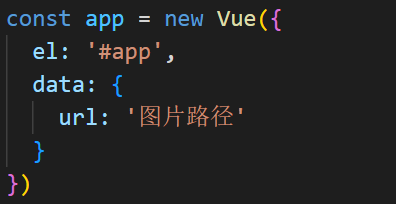 const app = new Vue({
  el: '#app',
  data: {
    url: '图片路径'
  }
})